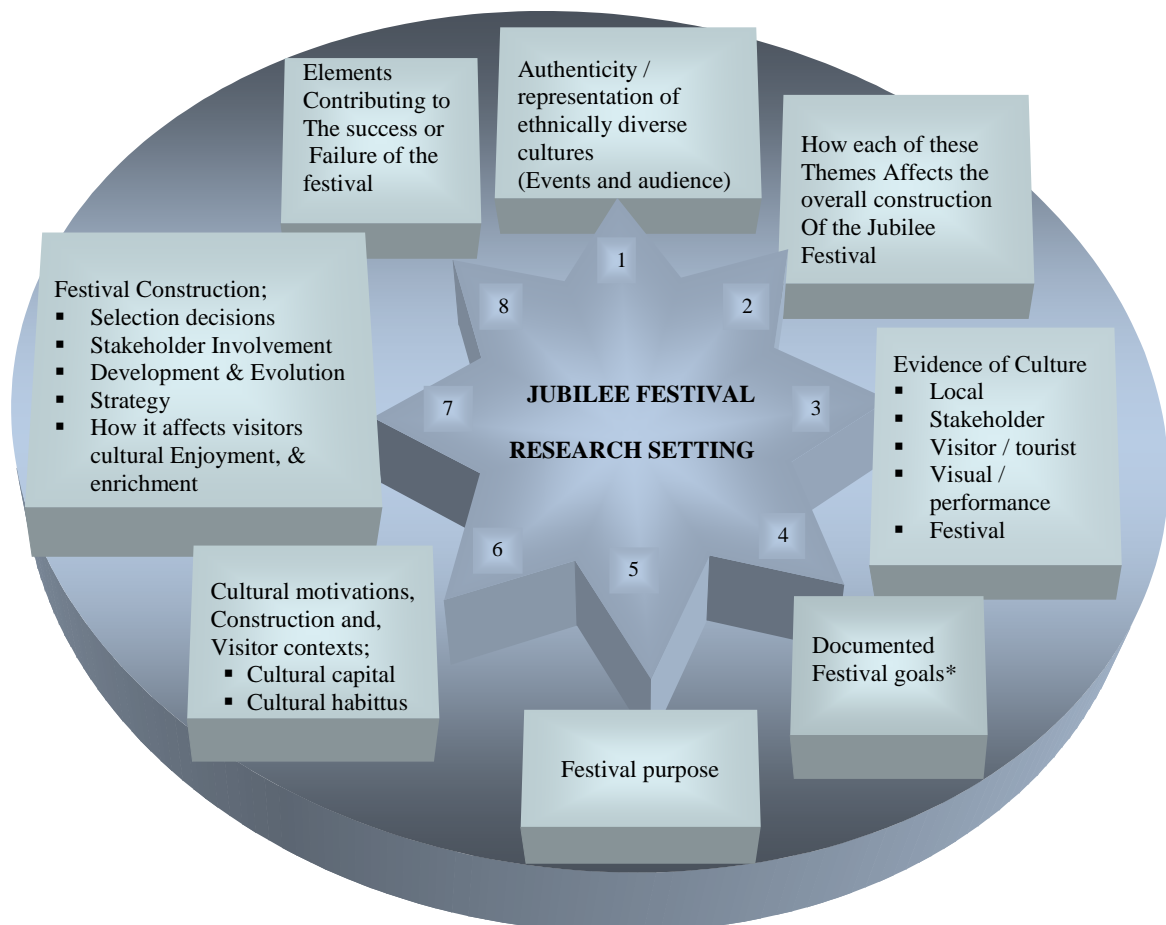 Elements
Contributing to
The success or
Failure of the
festival
Authenticity /
representation of
ethnically diverse
cultures
(Events and audience)
How each of these
Themes Affects the
overall construction
Of the Jubilee
Festival
Festival Construction;
▪ Selection decisions
▪ Stakeholder Involvement
▪ Development & Evolution
▪ Strategy
▪ How it affects visitors
cultural Enjoyment, &
enrichment
1
2
3
4
5
6
7
8
JUBILEE FESTIVAL
RESEARCH SETTING
Evidence of Culture
▪ Local
▪ Stakeholder
▪ Visitor / tourist
▪ Visual /
performance
▪ Festival
Cultural motivations,
Construction and,
Visitor contexts;
▪ Cultural capital
▪ Cultural habittus
Documented
Festival goals*
Festival purpose